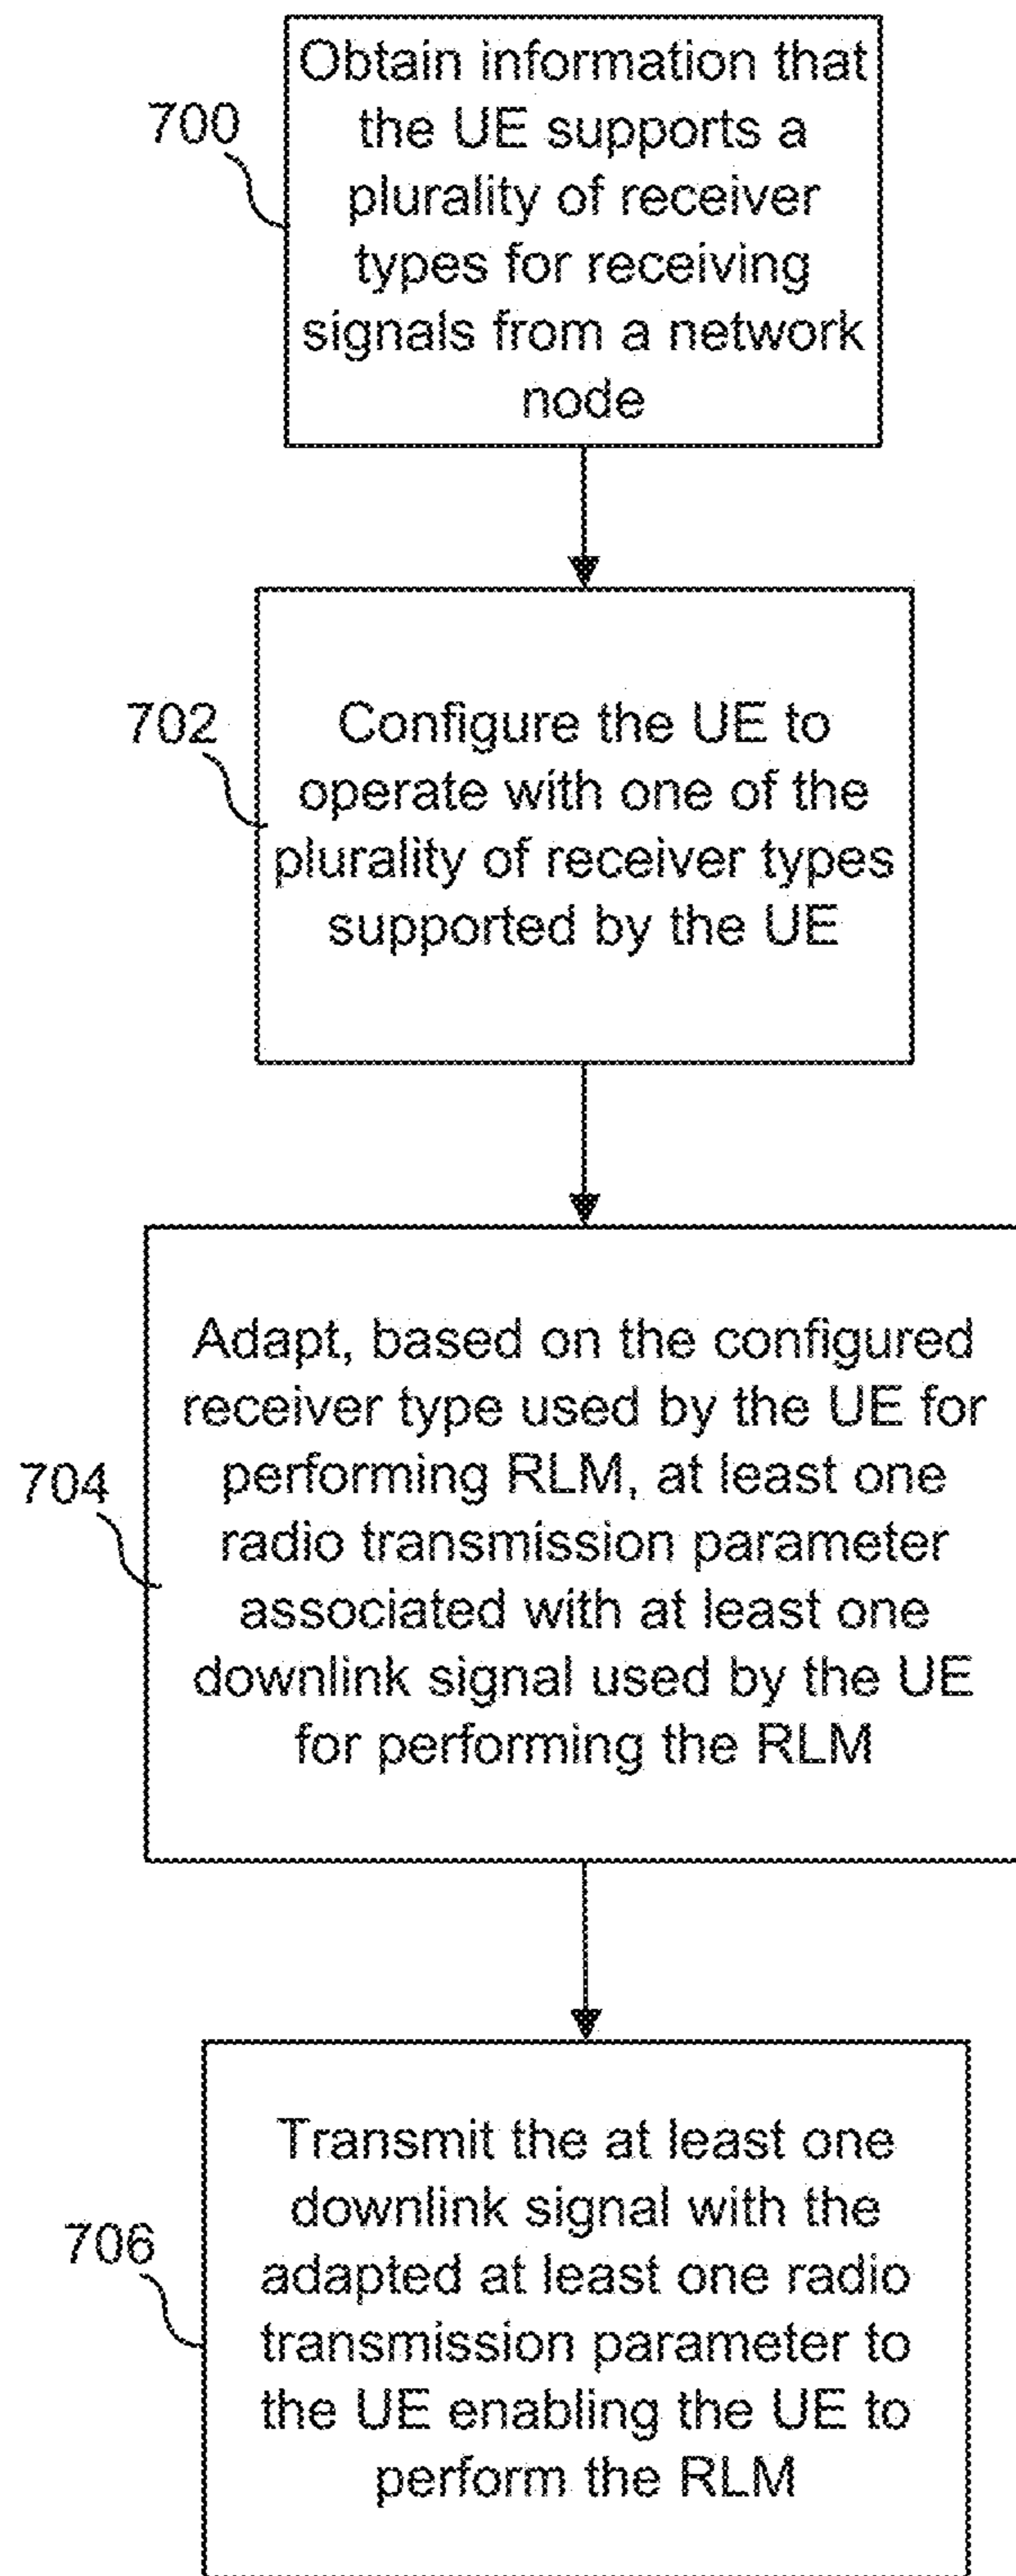 Obtain information that
700
the UE supports a
plurality of receiver
types for receiving
signals from a network
node
702
Configure the UE to
operate with one of the
plurality of receiver types
supported by the UE
Adapt, based on the configured
receiver type used by the UE for
704
performing RLM, at least one
radio transmission parameter
associated with at least one
downlink signal used by the UE
for performing the RLM
Transmit the at least one
downlink signal with the
706
adapted at least one radio
transmission parameter to
the UE enabling the UE to
perform the RLM